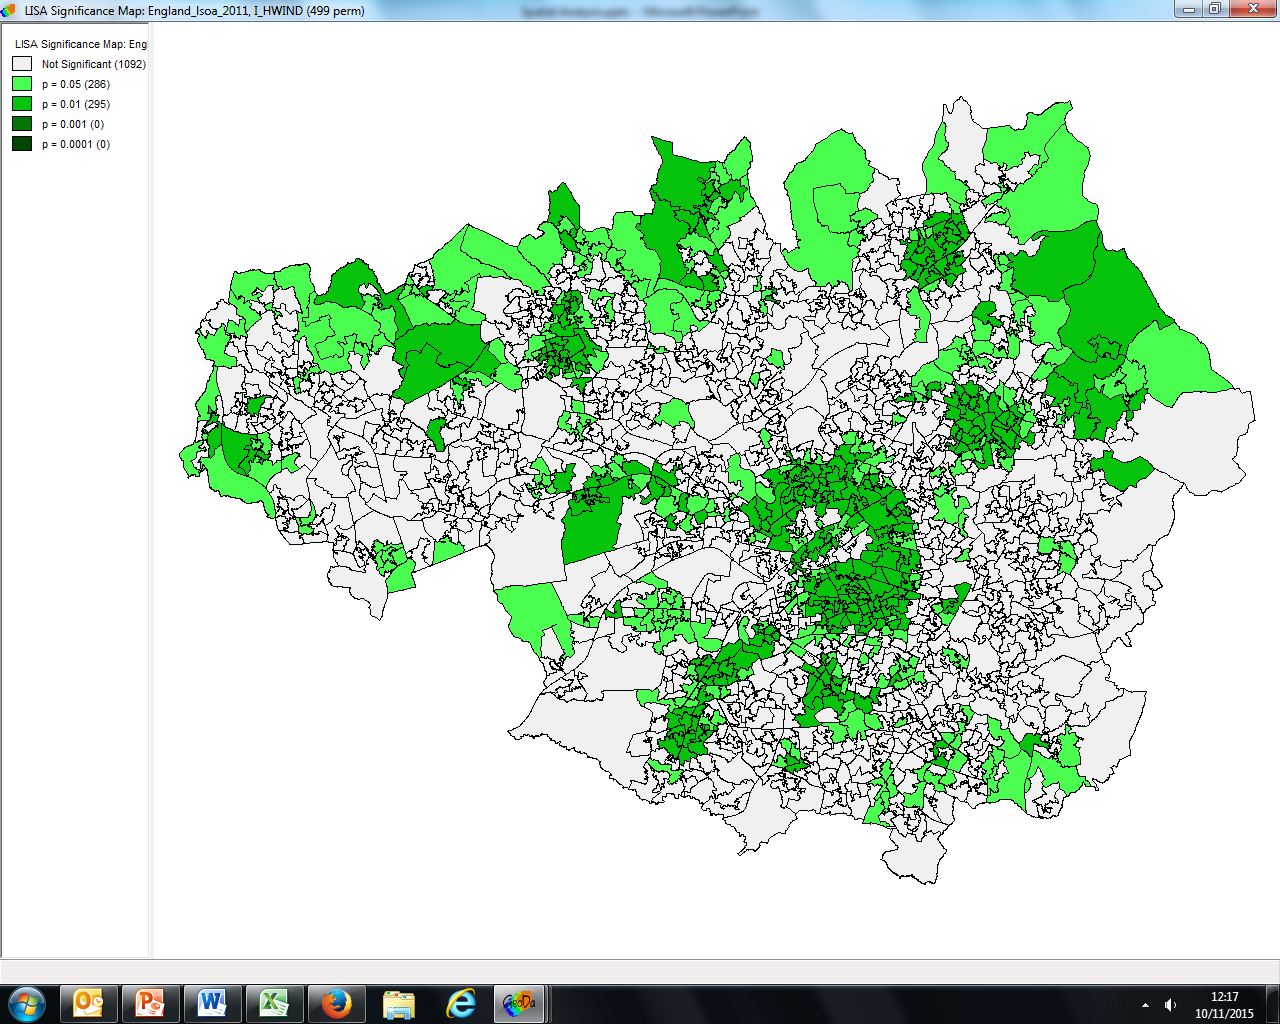 LISA Significance Map: England_lsoa_2011, I_HWIND (499 perm)
LISA Significance Map: Eng
Not Significant (1092)
p = 0.05 (286)
p = 0.01 (295)
p = 0.001 (0)
p = 0.0001 (0)
GeoDa
12:17
10/11/2015